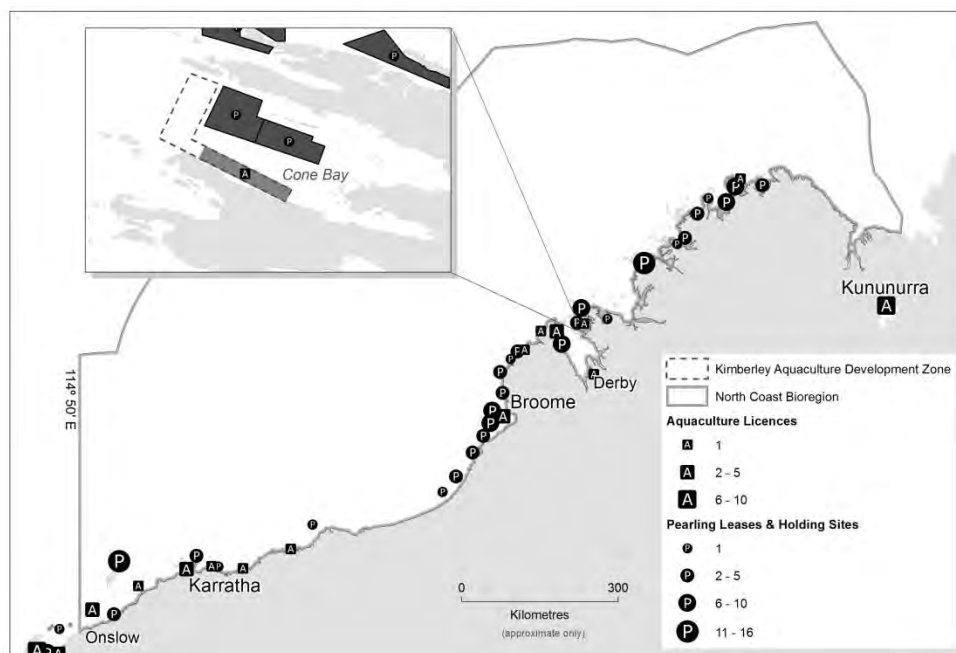 P
P
P
P
A
Cone Bay
A
P
P
P
P
P
P
P
P
P
P
P
A
P
A
A
P
Kununurra
A
P
A
P
A
Derby
P
Broome
P
A
P
P
P
P
P
114° 50' E
P
P
P
A
A
A
P
A
Karratha
A
A
P
P
Onslow
A
A
0
300
Kilometres
(approximate only)
Kimberley Aquaculture Development Zone
North Coast Bioregion
Aquaculture Licences
A 1
A 2 - 5
A 6 - 10
Pearling Leases & Holding Sites
P 1
P 2 - 5
P 6 - 10
P 11 - 16